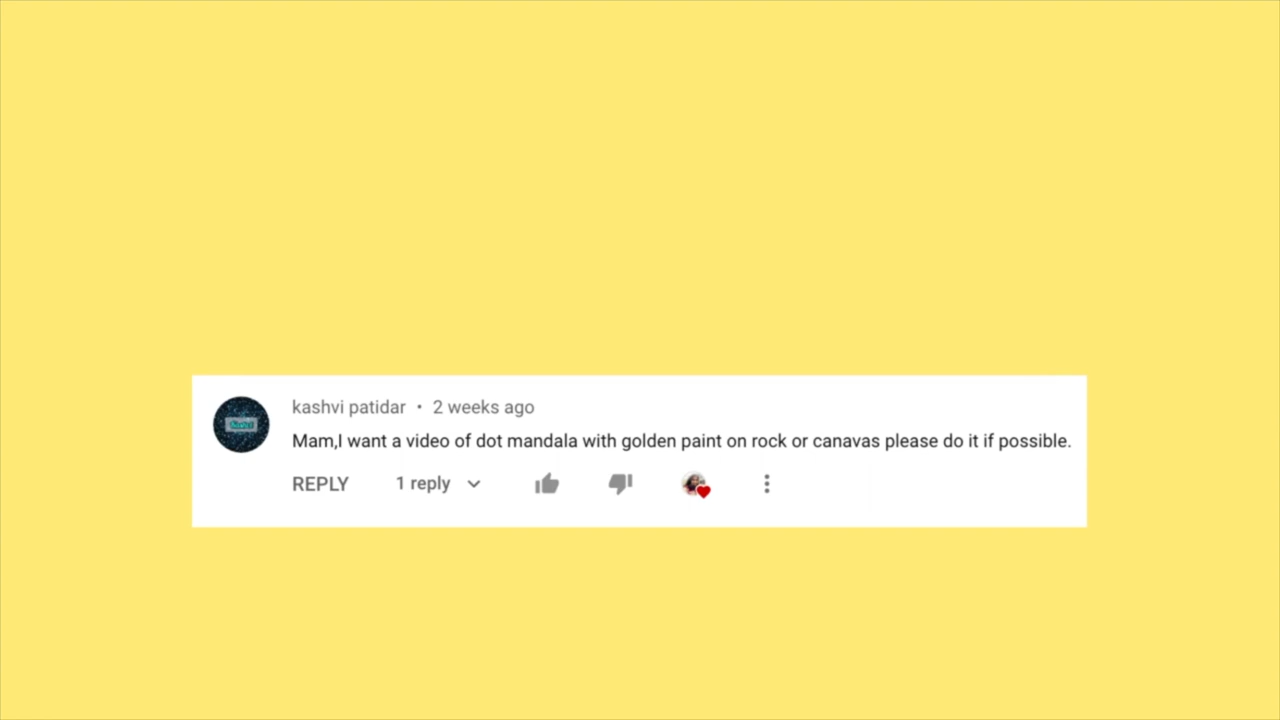 kashvi patidar • 2 weeks ago
Mam,I want a video of dot mandala with golden paint on rock or canavas please do it if possible.
REPLY 1 reply